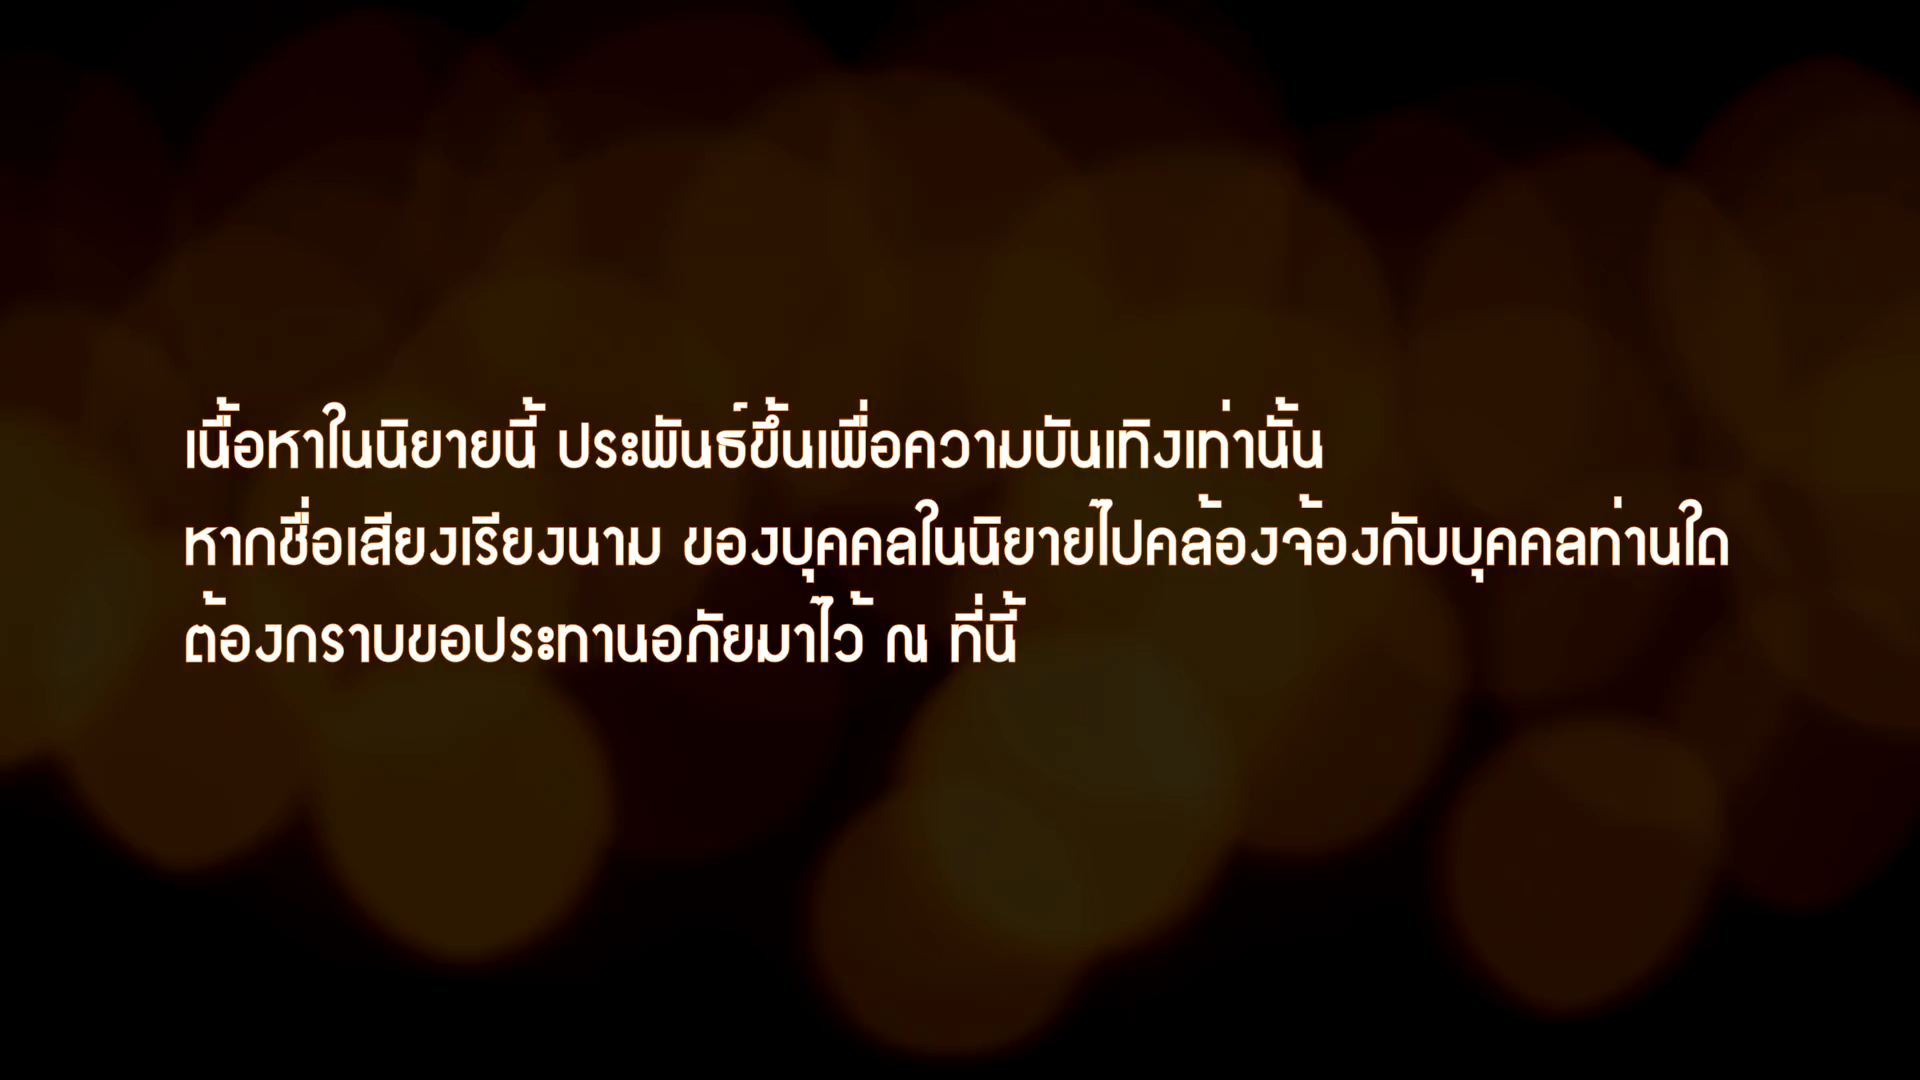 เนื้อหาในนิยายนี้ ประพันธ์ขึ้นเพื่อความบันเทิงเท่านั้น
หากชื่อเสียงเรียงนาม ของบุคคลในนิยายไปคล้องจ้องกับบุคคลท่านใด
ต้องกราบขอประทานอภัยมาไว้ ณ ที่นี้